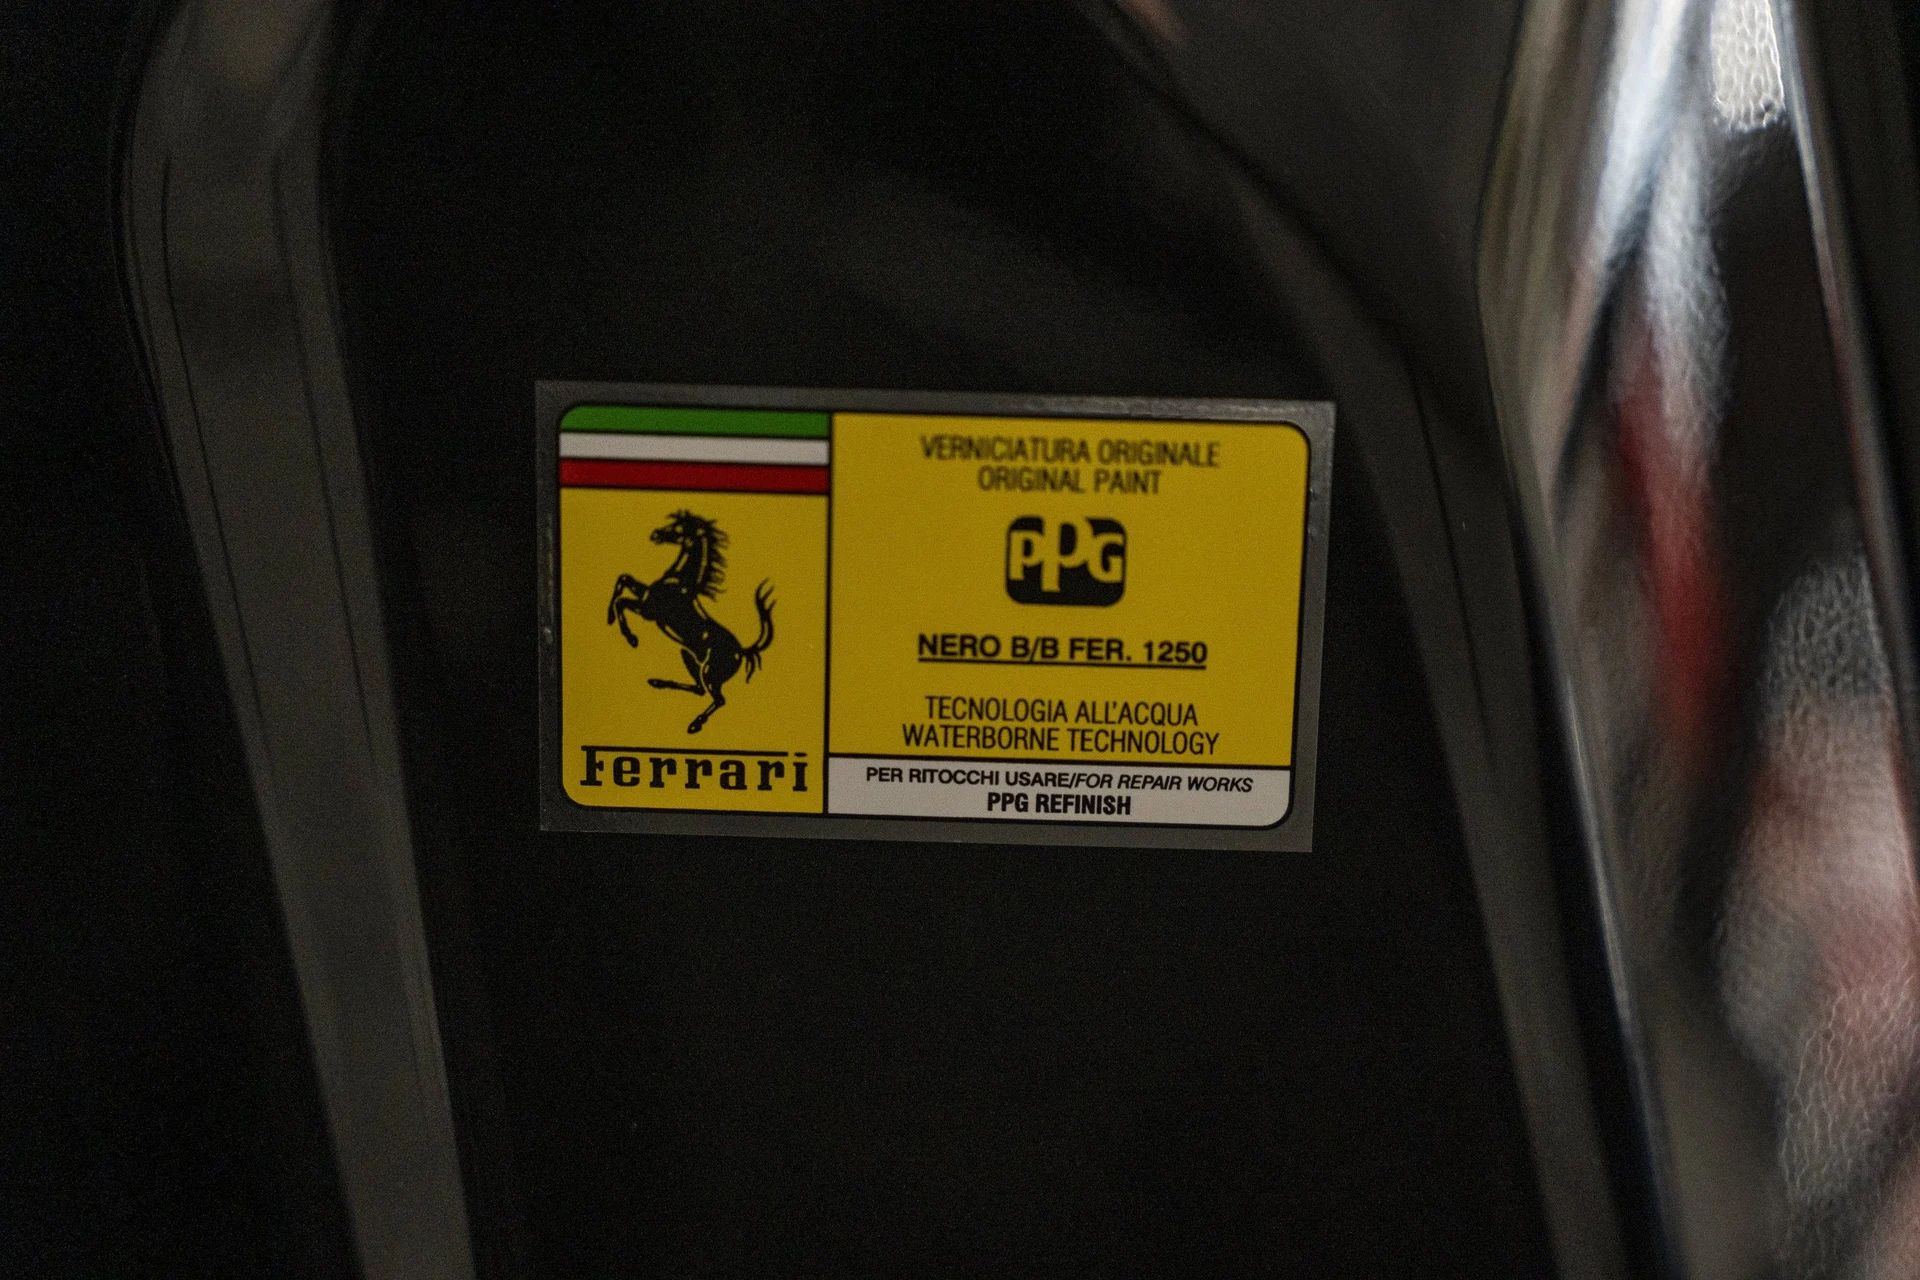 Ferrari
VERNICIATURA ORIGINALE
ORIGINAL PAINT
PPG
NERO B/B FER. 1250
TECNOLOGIA ALL'ACQUA
WATERBORNE TECHNOLOGY
PER RITOCCHI USARE/FOR REPAIR WORKS
PPG REFINISH